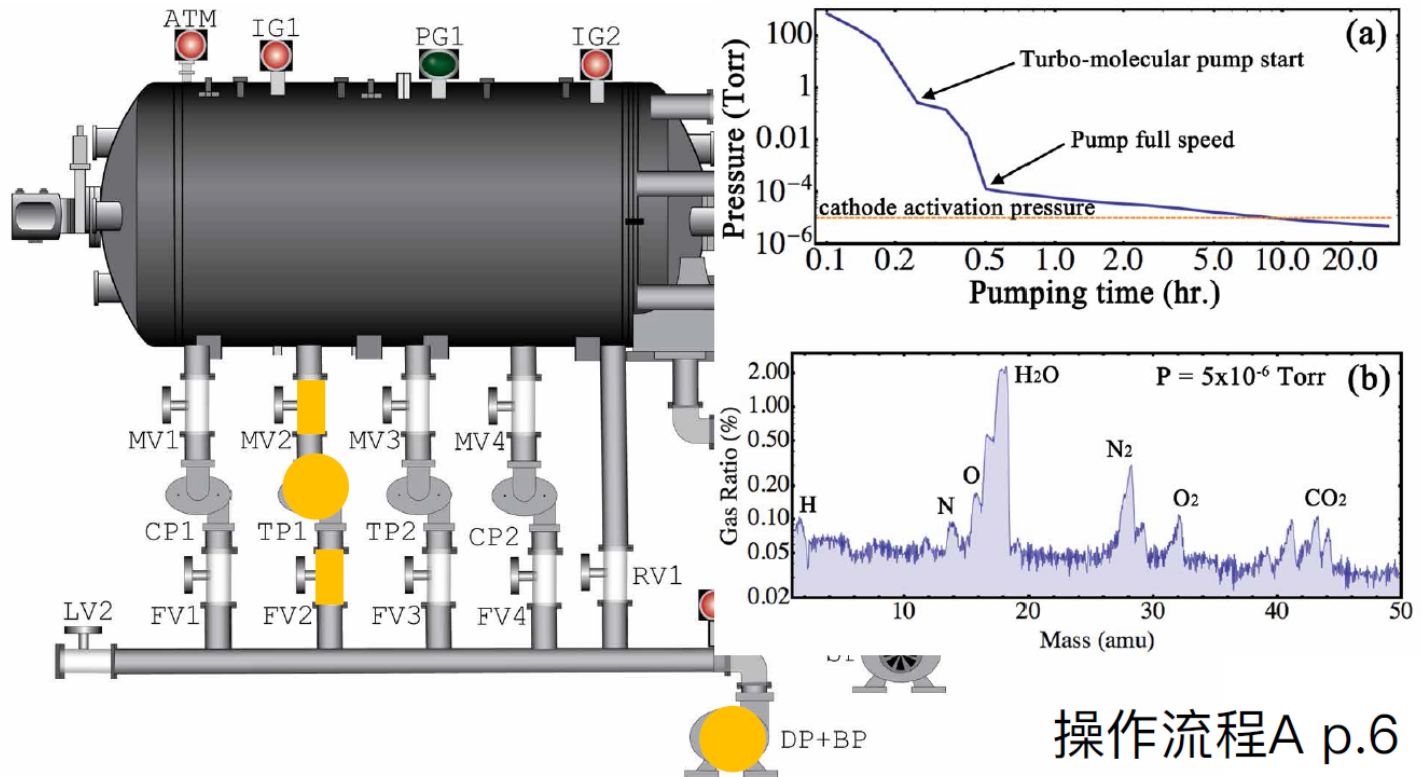 ATM
IG1
PG1
IG2
MV1
MV2
MV3
MV4
CP1
TP1
TP2
CP2
RV1
FV1
FV2
FV3
FV4
LV2
DP+BP
(a)
Pressure (Torr)
100
1
0.01
10⁻⁴
10⁻⁶
Turbo-molecular pump start
Pump full speed
cathode activation pressure
0.1 0.2 0.5 1.0 2.0 5.0 10.0 20.0
Pumping time (hr.)
(b)
P = 5x10⁻⁶ Torr
Gas Ratio (%)
2.00
1.00
0.50
0.20
0.10
0.05
0.02
H
N
O
H₂O
N₂
O₂
CO₂
10 20 30 40 50
Mass (amu)
操作流程A p.6